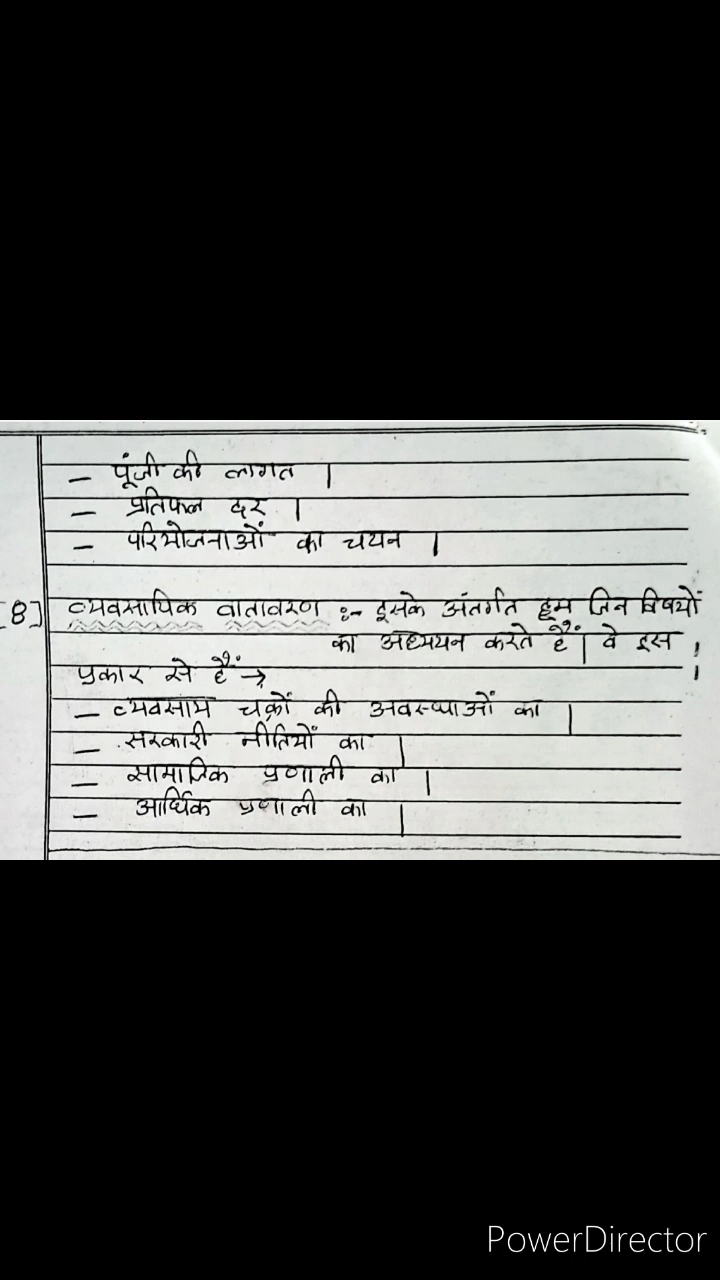 – पूंजी की लागत |
– प्रतिफल दर |
– परियोजनाओं का चयन |
[8] व्यवसायिक वातावरण :- इसके अंतर्गत हम जिन विषयों
का अध्ययन करते हैं | वे इस
प्रकार से हैं →
– व्यवसाय चक्रों की अवस्थाओं का |
– सरकारी नीतियों का |
– सामाजिक प्रणाली का |
– आर्थिक प्रणाली का |
PowerDirector